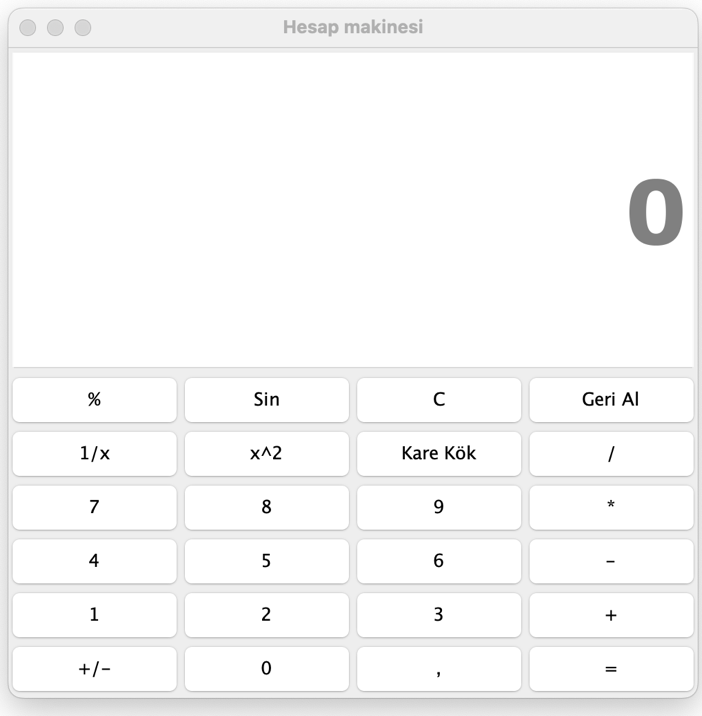 Hesap makinesi
0
% Sin C Geri Al
1/x x^2 Kare Kök /
7 8 9 *
4 5 6 -
1 2 3 +
+/- 0 , =